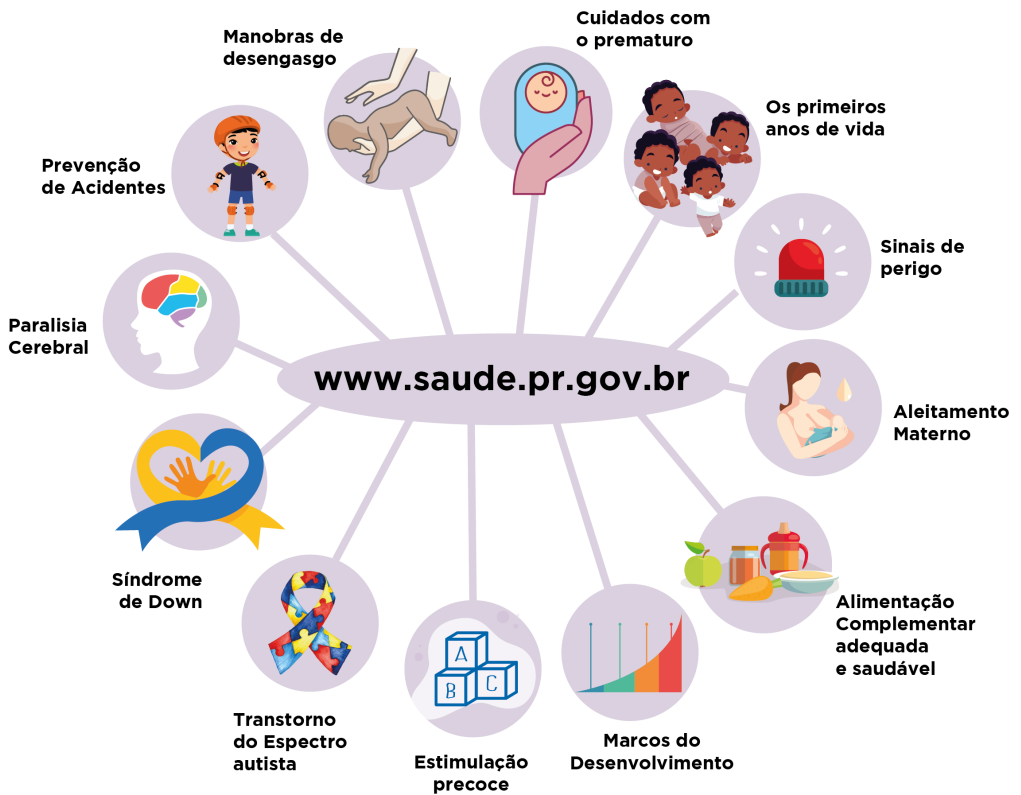 Cuidados com
o prematuro
Manobras de
desengasgo
Os primeiros
anos de vida
Prevenção
de Acidentes
Sinais de
perigo
Paralisia
Cerebral
www.saude.pr.gov.br
Aleitamento
Materno
Síndrome
de Down
Alimentação
Complementar
adequada
e saudável
Transtorno
do Espectro
autista
A
B
C
Estimulação
precoce
Marcos do
Desenvolvimento